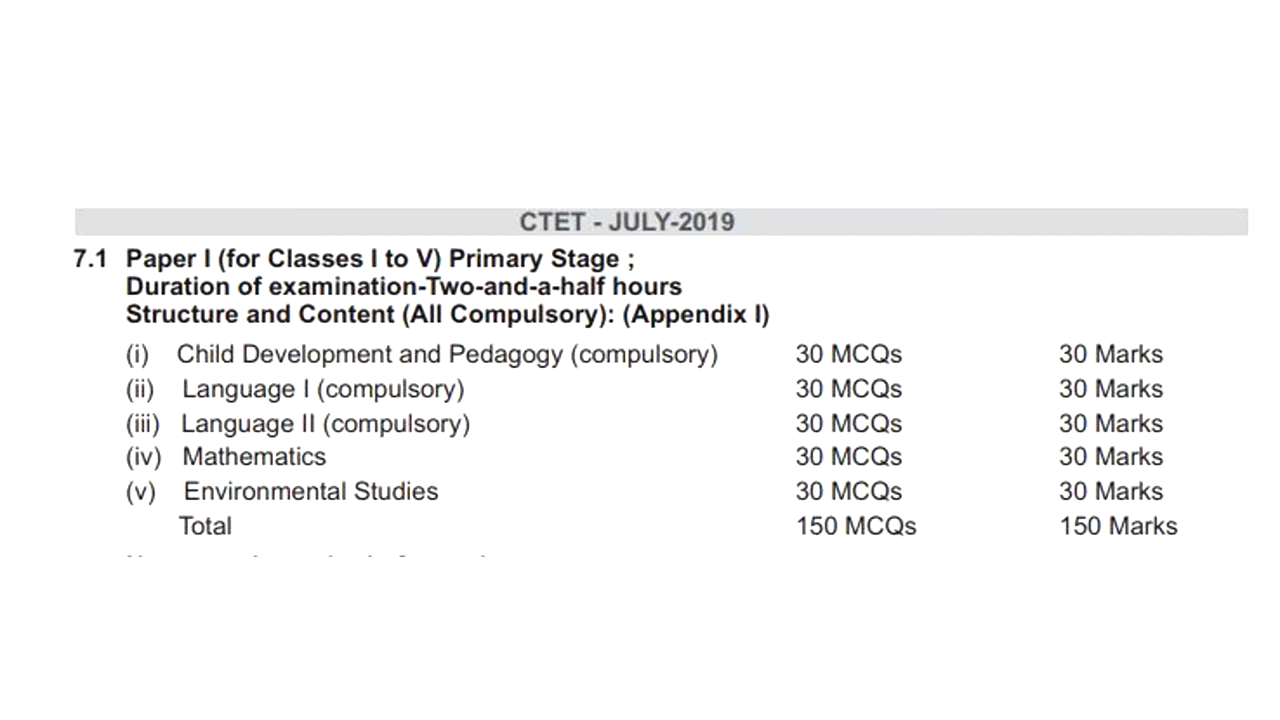 CTET - JULY-2019
7.1 Paper I (for Classes I to V) Primary Stage ;
Duration of examination-Two-and-a-half hours
Structure and Content (All Compulsory): (Appendix I)
(i) Child Development and Pedagogy (compulsory) 30 MCQs 30 Marks
(ii) Language I (compulsory) 30 MCQs 30 Marks
(iii) Language II (compulsory) 30 MCQs 30 Marks
(iv) Mathematics 30 MCQs 30 Marks
(v) Environmental Studies 30 MCQs 30 Marks
Total 150 MCQs 150 Marks